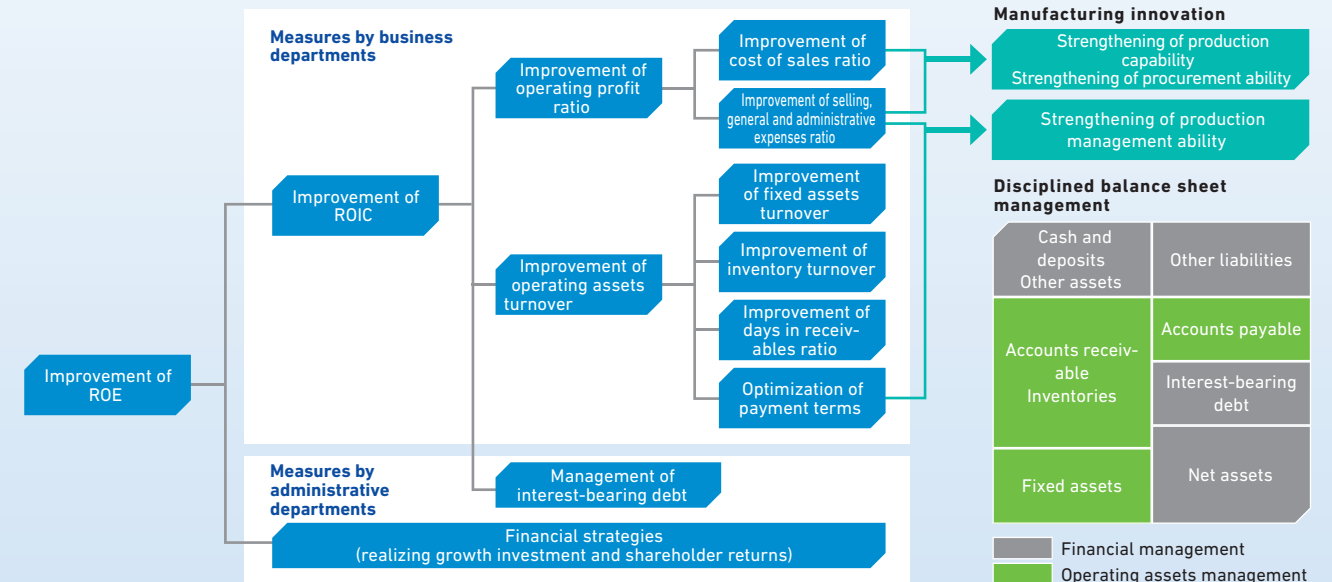 Measures by business
departments
Improvement of
ROE
Improvement of
ROIC
Improvement of
operating profit
ratio
Improvement of
operating assets
turnover
Improvement of
cost of sales ratio
Improvement of selling,
general and administrative
expenses ratio
Improvement
of fixed assets
turnover
Improvement of
inventory turnover
Improvement of
days in receiv-
ables ratio
Optimization of
payment terms
Measures by
administrative
departments
Management of
interest-bearing debt
Financial strategies
(realizing growth investment and shareholder returns)
Manufacturing innovation
Strengthening of production
capability
Strengthening of procurement ability
Strengthening of production
management ability
Disciplined balance sheet
management
Cash and
deposits
Other assets
Other liabilities
Accounts receiv-
able
Inventories
Accounts payable
Interest-bearing
debt
Fixed assets
Net assets
Financial management
Operating assets management